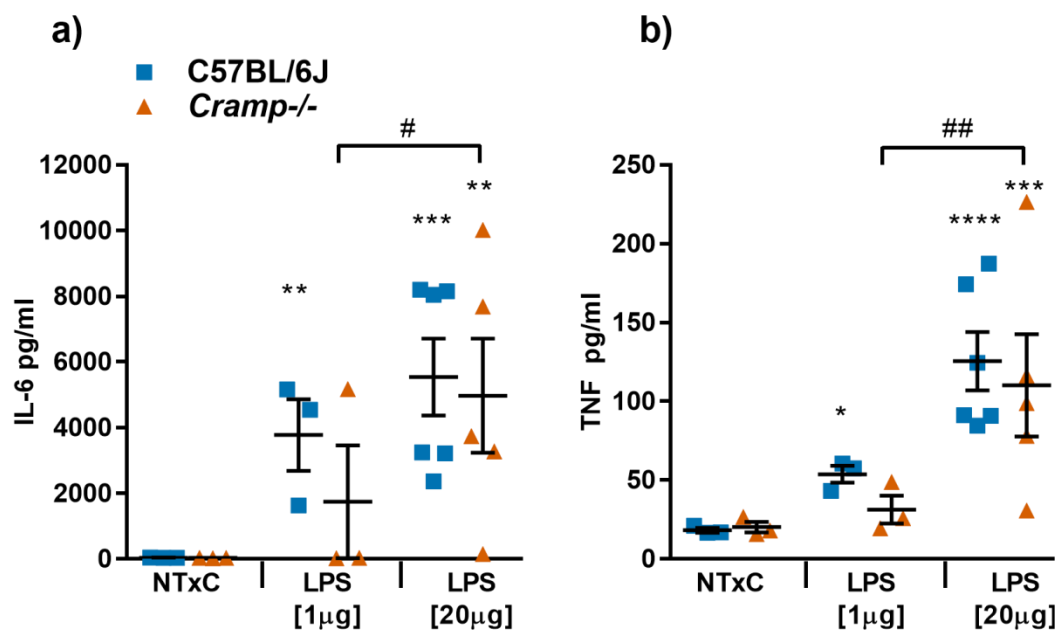 a)
C57BL/6J
Cramp-/-
#
12000
10000
8000
6000
4000
2000
0
IL-6 pg/ml
**
***
**
NTxC
LPS
[1μg]
LPS
[20μg]
b)
##
250
200
150
100
50
0
TNF pg/ml
*
****
***
NTxC
LPS
[1μg]
LPS
[20μg]